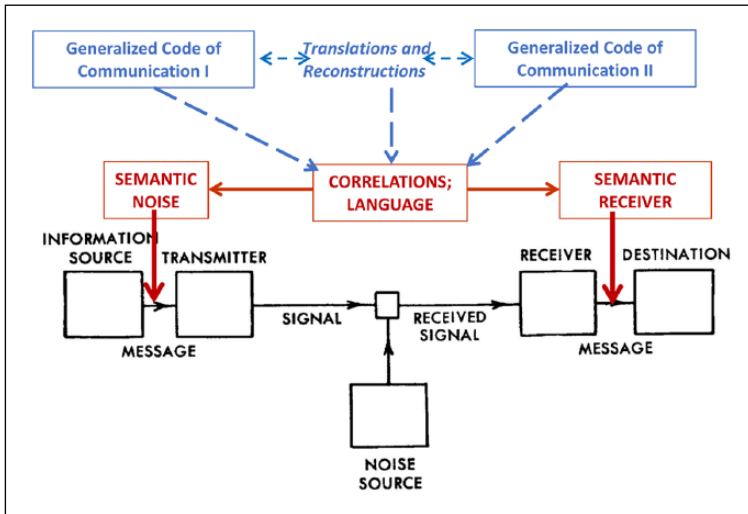 Generalized Code of
Communication I
Translations and
Reconstructions
Generalized Code of
Communication II
SEMANTIC
NOISE
CORRELATIONS;
LANGUAGE
SEMANTIC
RECEIVER
INFORMATION
SOURCE
TRANSMITTER
RECEIVER
DESTINATION
SIGNAL
RECEIVED
SIGNAL
MESSAGE
MESSAGE
NOISE
SOURCE